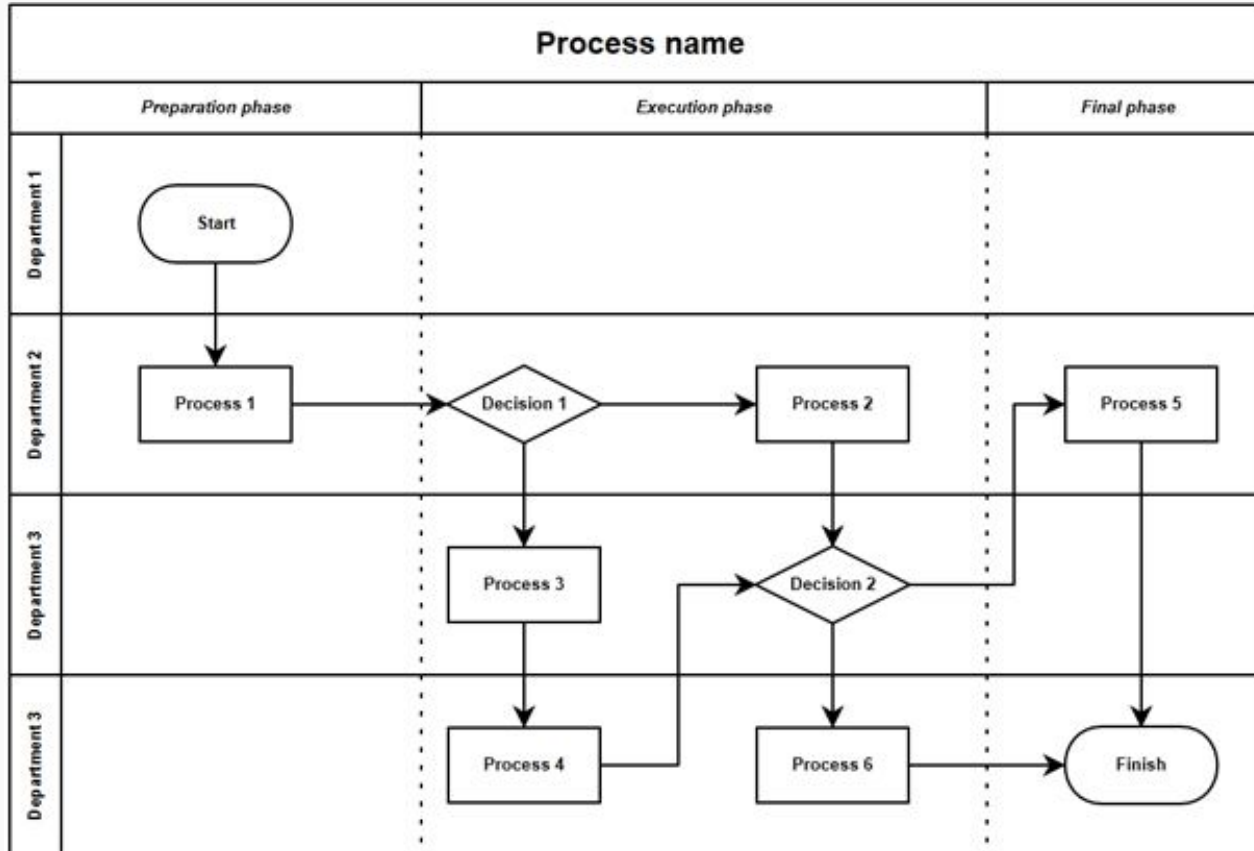 Process name
Preparation phase
Execution phase
Final phase
Department 1
Start
Department 2
Process 1
Decision 1
Process 2
Process 5
Department 3
Process 3
Decision 2
Department 3
Process 4
Process 6
Finish